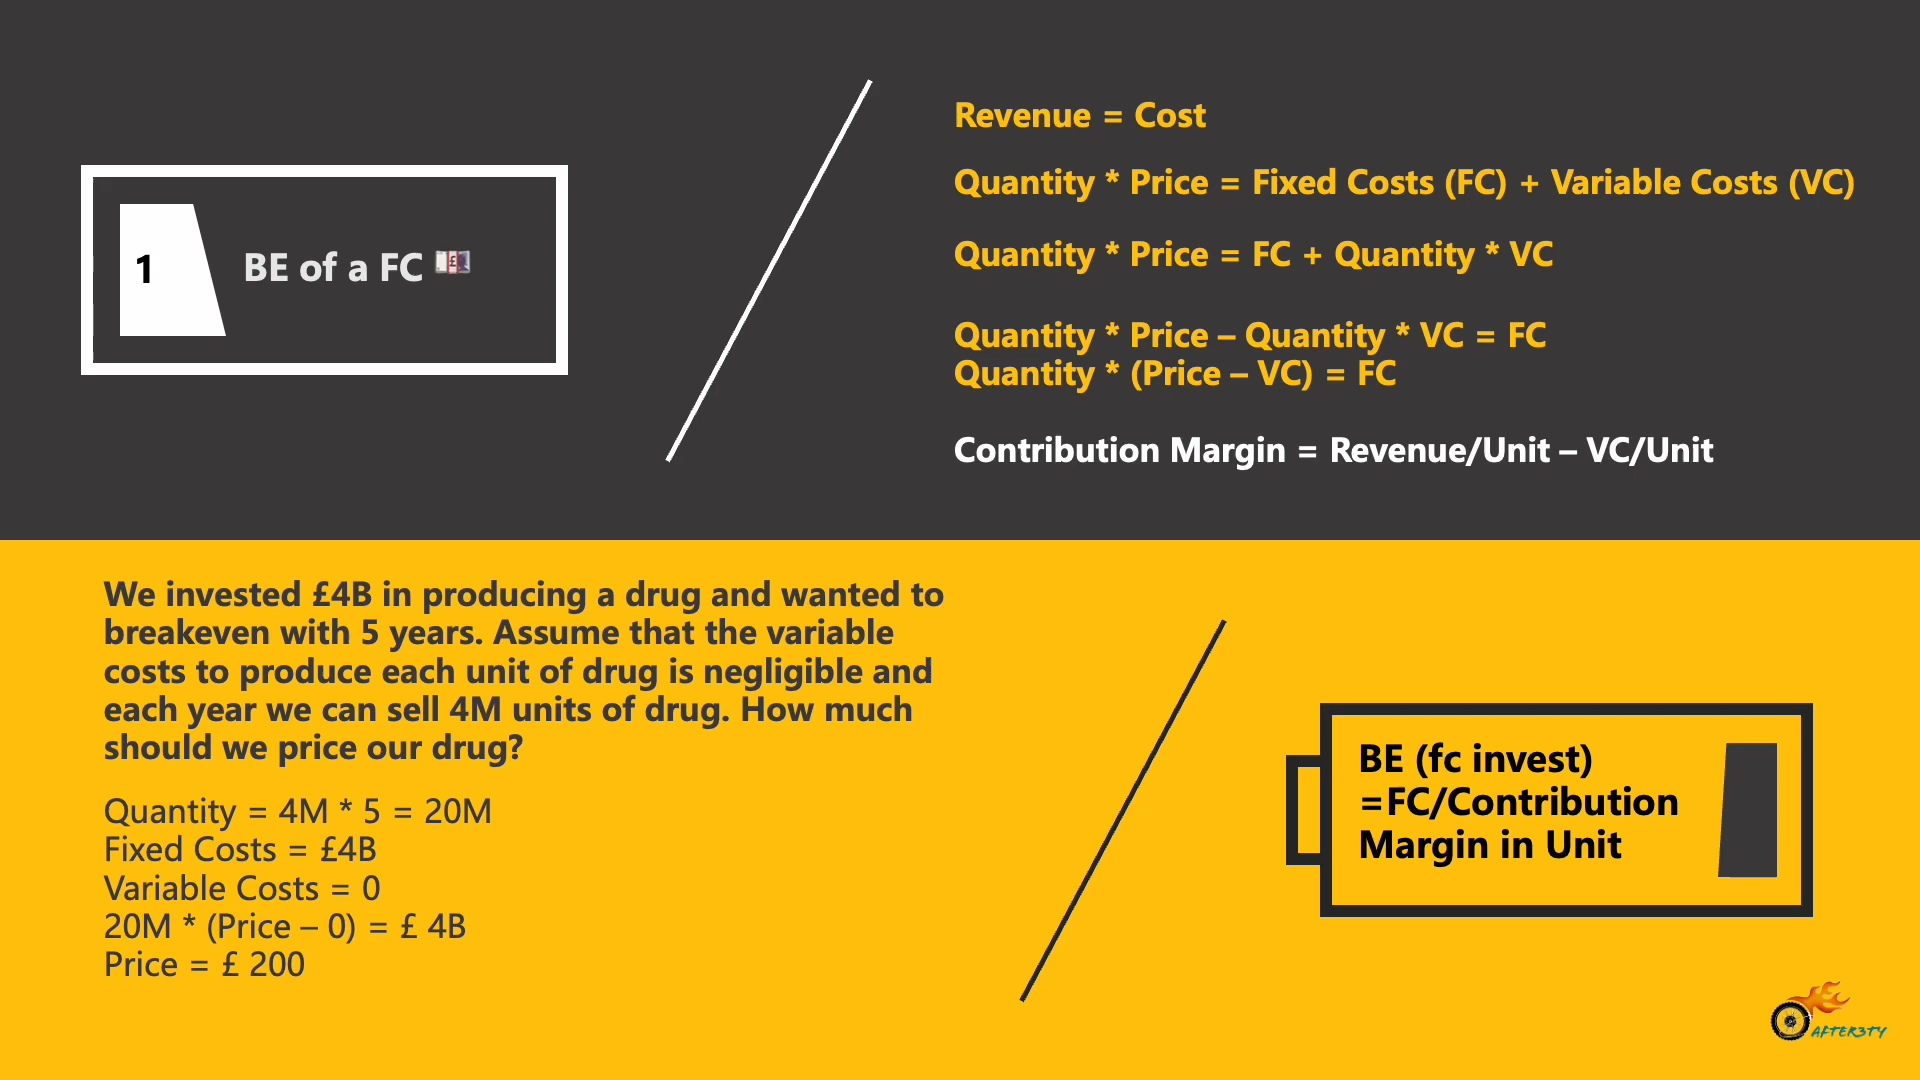 1
BE of a FC
Revenue = Cost
Quantity * Price = Fixed Costs (FC) + Variable Costs (VC)
Quantity * Price = FC + Quantity * VC
Quantity * Price – Quantity * VC = FC
Quantity * (Price – VC) = FC
Contribution Margin = Revenue/Unit – VC/Unit
We invested £4B in producing a drug and wanted to
breakeven with 5 years. Assume that the variable
costs to produce each unit of drug is negligible and
each year we can sell 4M units of drug. How much
should we price our drug?
Quantity = 4M * 5 = 20M
Fixed Costs = £4B
Variable Costs = 0
20M * (Price – 0) = £ 4B
Price = £ 200
BE (fc invest)
=FC/Contribution
Margin in Unit
AFTER3TY